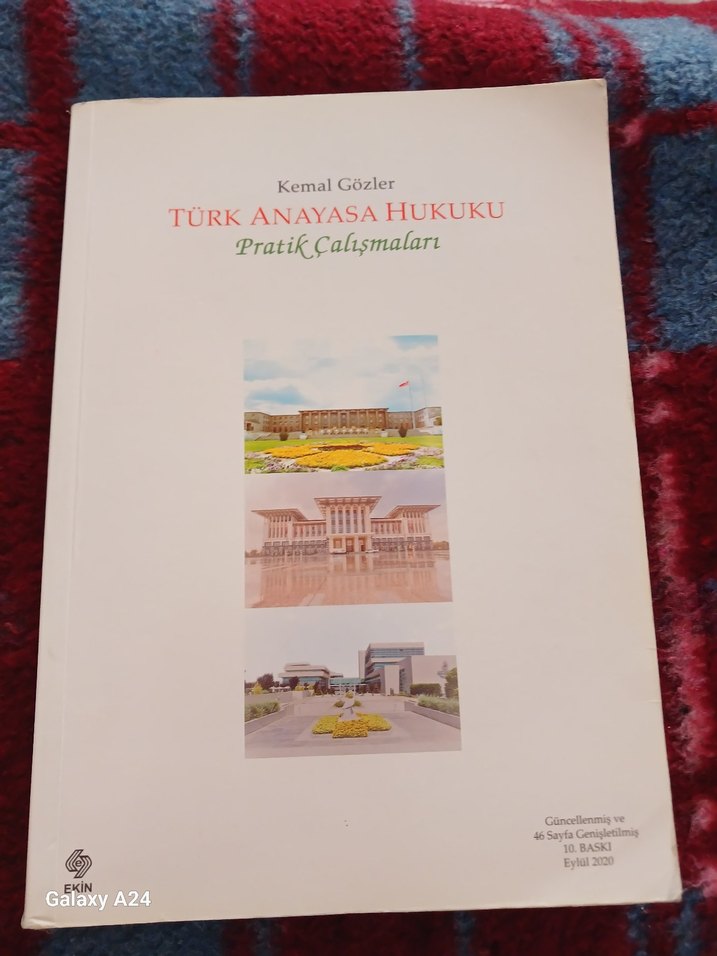 Kemal Gözler
TÜRK ANAYASA HUKUKU
Pratik Çalışmaları
Güncellenmiş ve
46 Sayfa Genişletilmiş
10. BASKI
Eylül 2020
e
EKİN
Galaxy A24